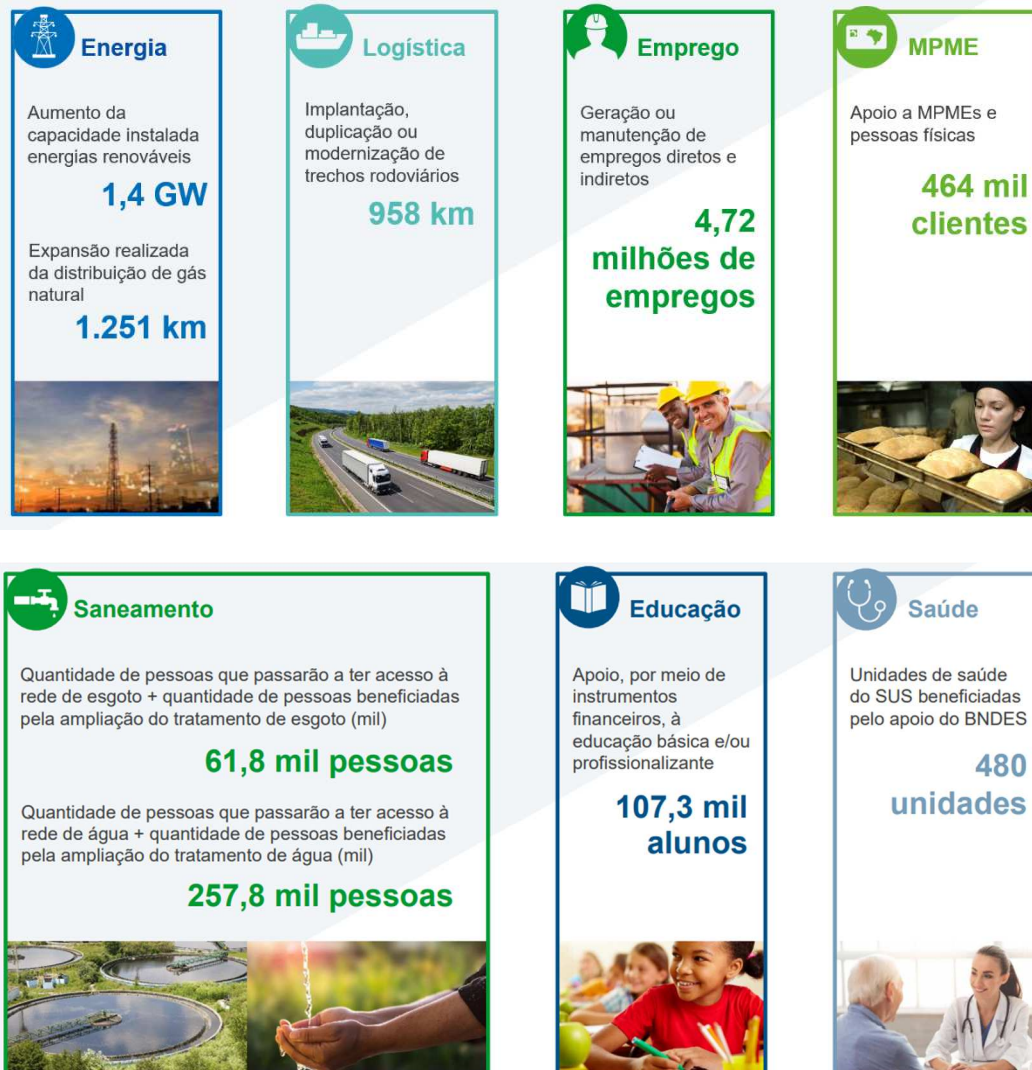 Energia
Aumento da
capacidade instalada
energias renováveis
1,4 GW
Expansão realizada
da distribuição de gás
natural
1.251 km
Logística
Implantação,
duplicação ou
modernização de
trechos rodoviários
958 km
Emprego
Geração ou
manutenção de
empregos diretos e
indiretos
4,72
milhões de
empregos
MPME
Apoio a MPMEs e
pessoas físicas
464 mil
clientes
Saneamento
Quantidade de pessoas que passarão a ter acesso à
rede de esgoto + quantidade de pessoas beneficiadas
pela ampliação do tratamento de esgoto (mil)
61,8 mil pessoas
Quantidade de pessoas que passarão a ter acesso à
rede de água + quantidade de pessoas beneficiadas
pela ampliação do tratamento de água (mil)
257,8 mil pessoas
Educação
Apoio, por meio de
instrumentos
financeiros, à
educação básica e/ou
profissionalizante
107,3 mil
alunos
Saúde
Unidades de saúde
do SUS beneficiadas
pelo apoio do BNDES
480
unidades